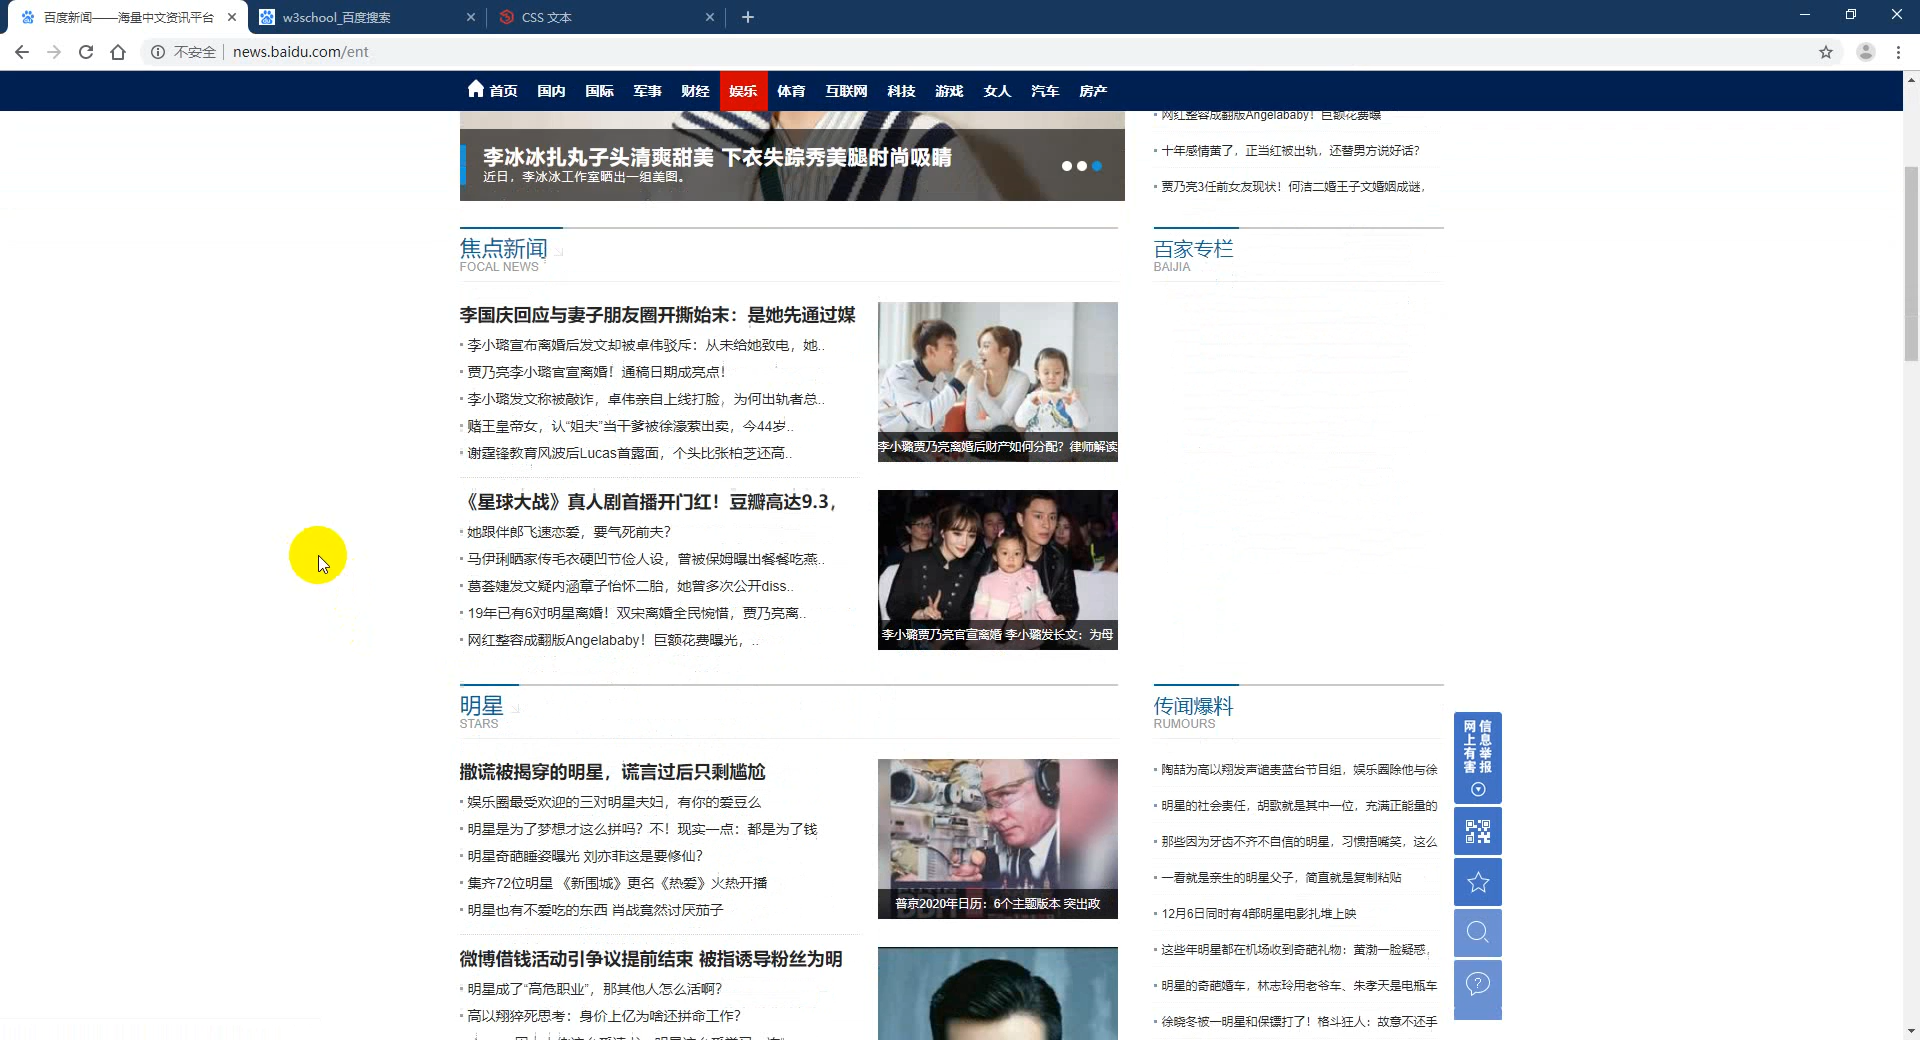 百度新闻——海量中文资讯平台
w3school_百度搜索
CSS 文本
不安全
news.baidu.com/ent
首页 国内 国际 军事 财经 娱乐 体育 互联网 科技 游戏 女人 汽车 房产
李冰冰扎丸子头清爽甜美 下衣失踪秀美腿时尚吸睛
近日，李冰冰工作室晒出一组美图。
网红整容成翻版Angelababy！巨额花费曝
十年感情黄了，正当红被出轨，还替男方说好话？
贾乃亮3任前女友现状！何洁二婚王子文婚姻成谜，
焦点新闻
FOCAL NEWS
李国庆回应与妻子朋友圈开撕始末：是她先通过媒
李小璐宣布离婚后发文却被卓伟驳斥：从未给她致电，她..
贾乃亮李小璐官宣离婚！通稿日期成亮点！
李小璐发文称被敲诈，卓伟亲自上线打脸，为何出轨者总..
赌王皇帝女，认“姐夫”当干爹被徐濠萦出卖，今44岁..
谢霆锋教育风波后Lucas首露面，个头比张柏芝还高..
李小璐贾乃亮离婚后财产如何分配？律师解读
《星球大战》真人剧首播开门红！豆瓣高达9.3，
她跟伴郎飞速恋爱，要气死前夫？
马伊琍晒家传毛衣硬凹节俭人设，曾被保姆曝出餐餐吃燕..
葛荟婕发文疑内涵章子怡怀二胎，她曾多次公开diss..
19年已有6对明星离婚！双宋离婚全民惋惜，贾乃亮离..
网红整容成翻版Angelababy！巨额花费曝光，..
李小璐贾乃亮官宣离婚 李小璐发长文：为母
百家专栏
BAIJIA
明星
STARS
撒谎被揭穿的明星，谎言过后只剩尴尬
娱乐圈最受欢迎的三对明星夫妇，有你的爱豆么
明星是为了梦想才这么拼吗？不！现实一点：都是为了钱
明星奇葩睡姿曝光 刘亦菲这是要修仙？
集齐72位明星 《新围城》更名《热爱》火热开播
明星也有不爱吃的东西 肖战竟然讨厌茄子
普京2020年日历：6个主题版本 突出政
微博借钱活动引争议提前结束 被指诱导粉丝为明
明星成了“高危职业”，那其他人怎么活啊？
高以翔猝死思考：身价上亿为啥还拼命工作？
传闻爆料
RUMOURS
陶喆为高以翔发声谴责蓝台节目组，娱乐圈除他与徐
明星的社会责任，胡歌就是其中一位，充满正能量的
那些因为牙齿不齐不自信的明星，习惯捂嘴笑，这么
一看就是亲生的明星父子，简直就是复制粘贴
12月6日同时有4部明星电影扎堆上映
这些年明星都在机场收到奇葩礼物：黄渤一脸疑惑，
明星的奇葩婚车，林志玲用老爷车、朱孝天是电瓶车
徐晓冬被一明星和保镖打了！格斗狂人：故意不还手
网上有害
信息举报